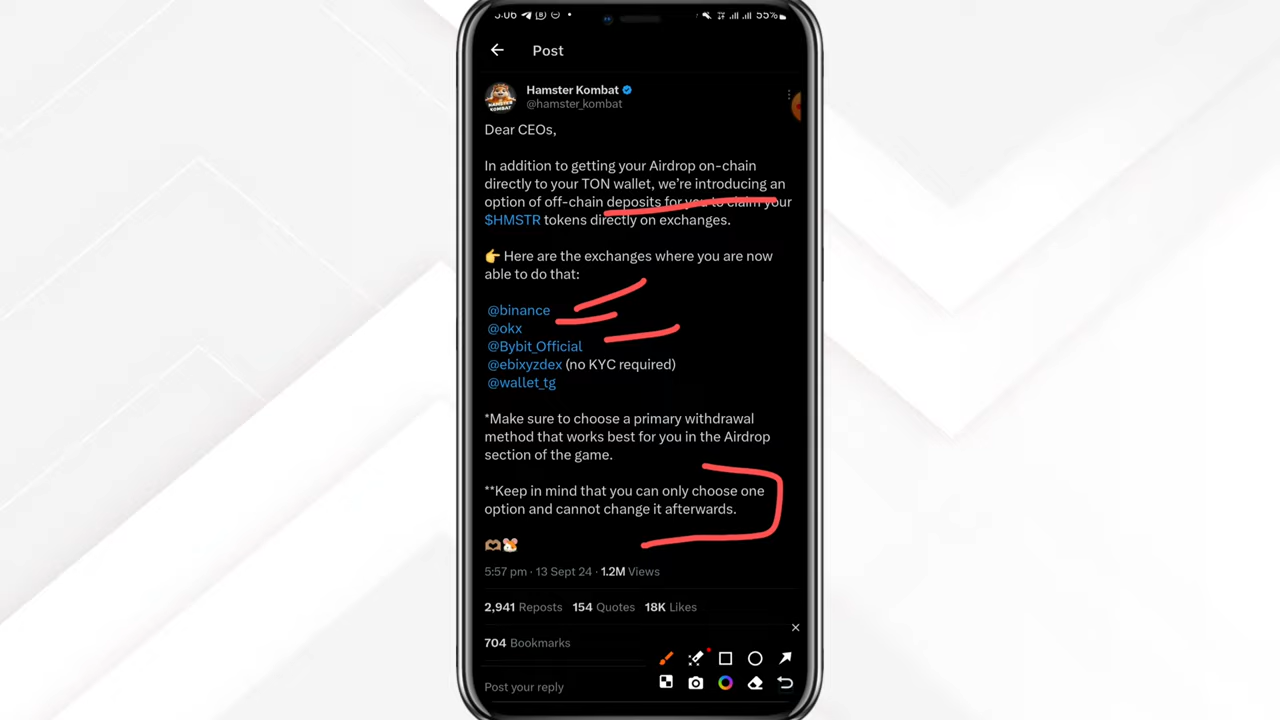 5:06
55%
Post
Hamster Kombat
@hamster_kombat
HAMSTER
KOMBAT
Dear CEOs,
In addition to getting your Airdrop on-chain
directly to your TON wallet, we're introducing an
option of off-chain deposits for you to claim your
$HMSTR tokens directly on exchanges.
👉 Here are the exchanges where you are now
able to do that:
@binance
@okx
@Bybit_Official
@ebixyzdex (no KYC required)
@wallet_tg
*Make sure to choose a primary withdrawal
method that works best for you in the Airdrop
section of the game.
**Keep in mind that you can only choose one
option and cannot change it afterwards.
🫶🏽🐹
5:57 pm · 13 Sept 24 · 1.2M Views
2,941 Reposts 154 Quotes 18K Likes
704 Bookmarks
Post your reply